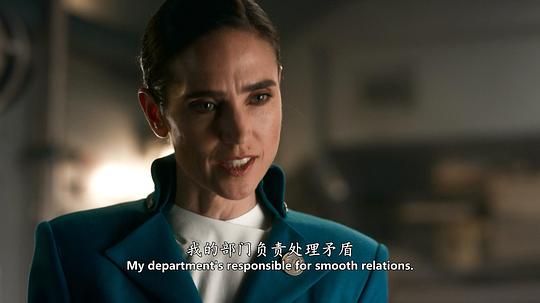 我的部门负责处理矛盾
My department's responsible for smooth relations.